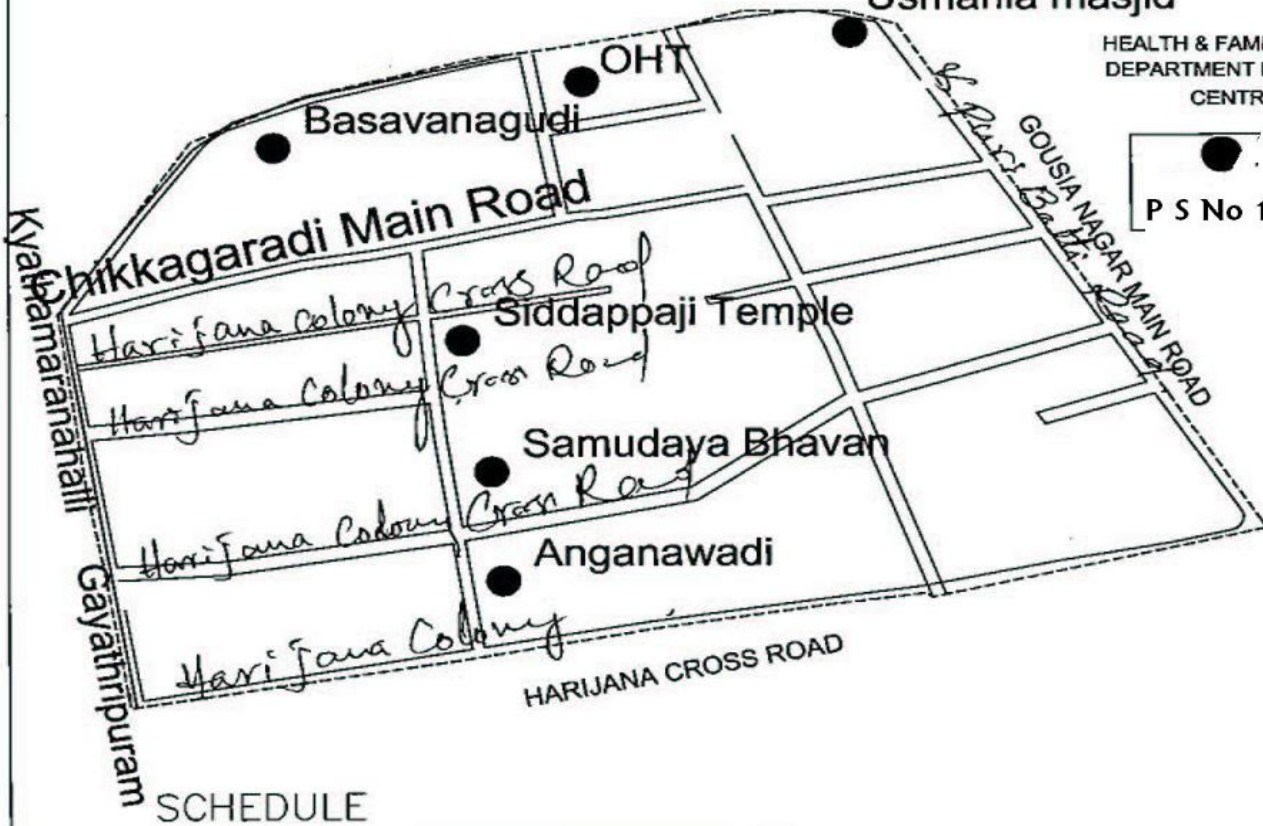 Usmania masjid
HEALTH & FAMI
DEPARTMENT
CENTR
OHT
Basavanagudi
P S No 1
GOUSIA NAGAR MAIN ROAD
Chikkagaradi Main Road
Kyathamaranahalli Gayathripuram
Harijana Colony Cross Road
Siddappaji Temple
Harijana Colony Cross Road
Samudaya Bhavan
Harijana Colony Cross Road
Anganawadi
Harijana Colony
HARIJANA CROSS ROAD
SCHEDULE